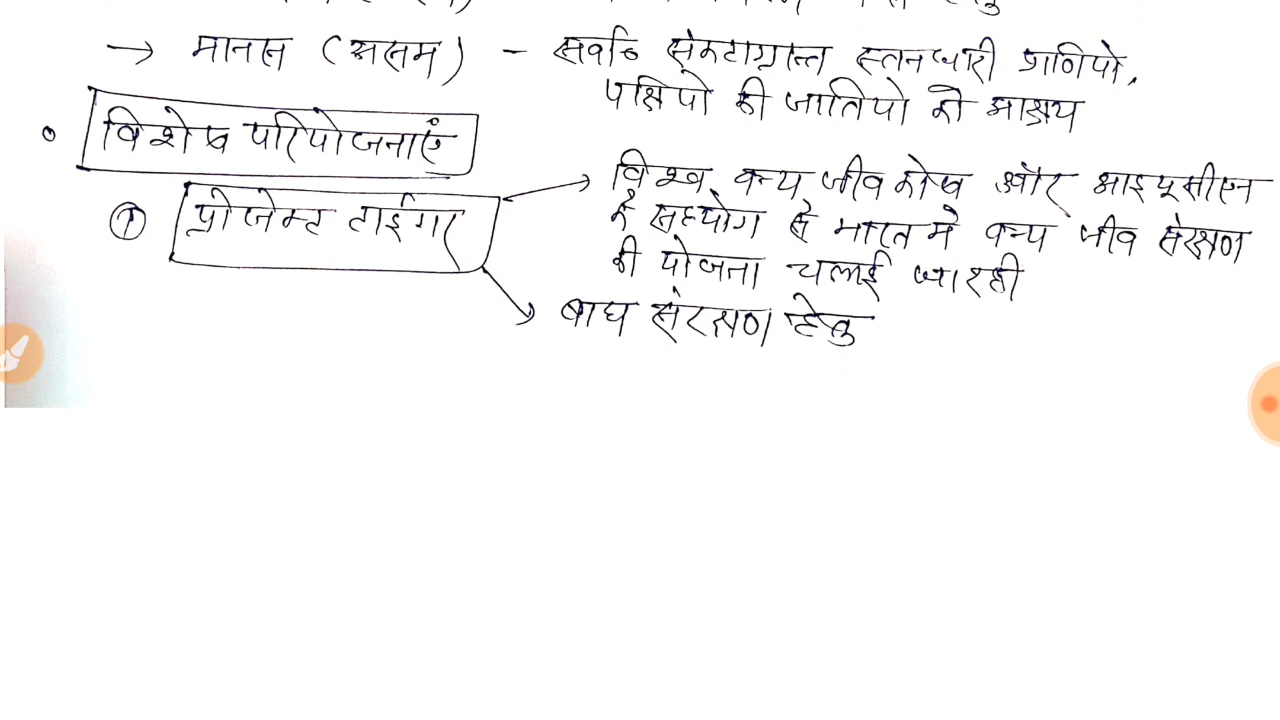 → मानस (असम) - सर्वाधि संकटाग्रस्त स्तनधारी प्राणियो,
पक्षियो की जातियो को आश्रय
विशेष परियोजनाएं
① प्रोजेक्ट टाईगर
विश्व वन्य जीव कोष और आइयूसीएन
के सहयोग से भारत मे वन्य जीव संरक्षण
की योजना चलाई जा रही
बाघ संरक्षण हेतु